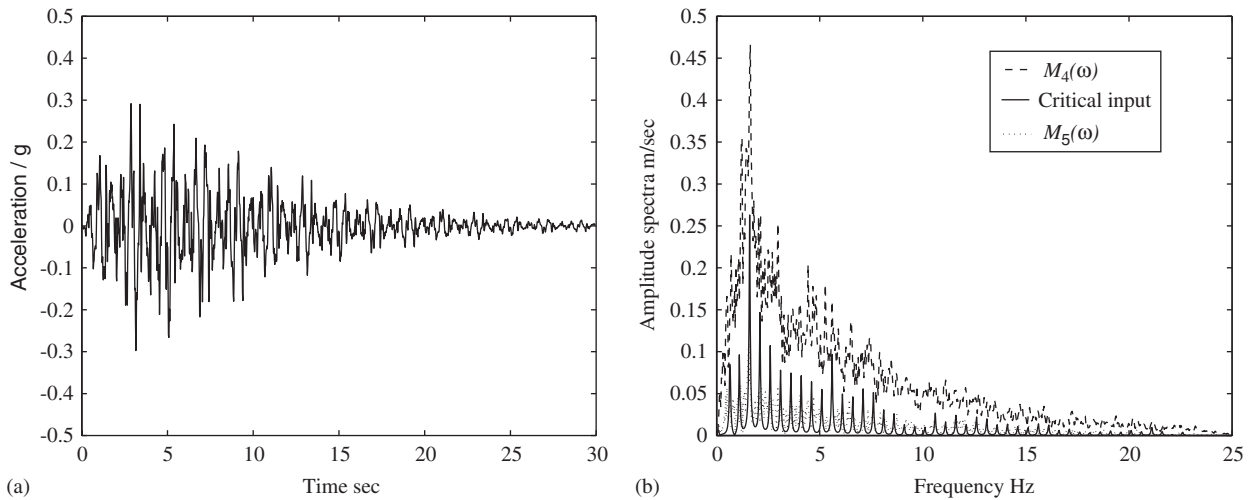 0.5
0.4
0.3
0.2
0.1
0
-0.1
-0.2
-0.3
-0.4
-0.5
Acceleration / g
0 5 10 15 20 25 30
(a) Time sec
0.5
0.45
0.4
0.35
0.3
0.25
0.2
0.15
0.1
0.05
0
Amplitude spectra m/sec
M4(ω)
Critical input
M5(ω)
0 5 10 15 20 25
(b) Frequency Hz